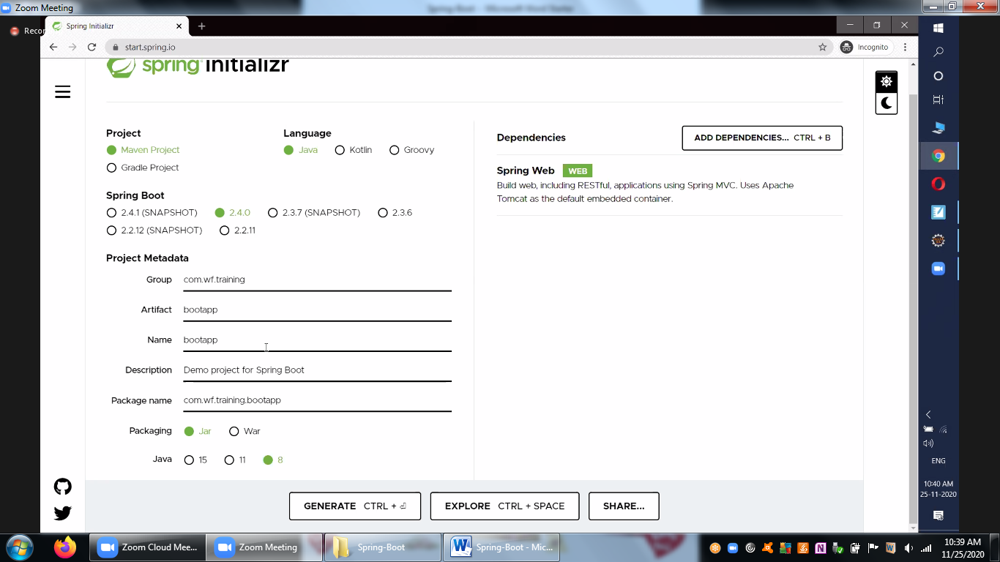 Zoom Meeting
Spring-Boot - Microsoft Word Starter
Recor
Spring Initializr
start.spring.io
Incognito
spring initializr
Project
Maven Project
Gradle Project
Language
Java Kotlin Groovy
Spring Boot
2.4.1 (SNAPSHOT) 2.4.0 2.3.7 (SNAPSHOT) 2.3.6
2.2.12 (SNAPSHOT) 2.2.11
Project Metadata
Group com.wf.training
Artifact bootapp
Name bootapp
Description Demo project for Spring Boot
Package name com.wf.training.bootapp
Packaging Jar War
Java 15 11 8
Dependencies
ADD DEPENDENCIES... CTRL + B
Spring Web WEB
Build web, including RESTful, applications using Spring MVC. Uses Apache
Tomcat as the default embedded container.
GENERATE CTRL + ⏎
EXPLORE CTRL + SPACE
SHARE...
ENG
10:40 AM
25-11-2020
Zoom Cloud Mee...
Zoom Meeting
Spring-Boot
Spring-Boot - Mic...
10:39 AM
11/25/2020